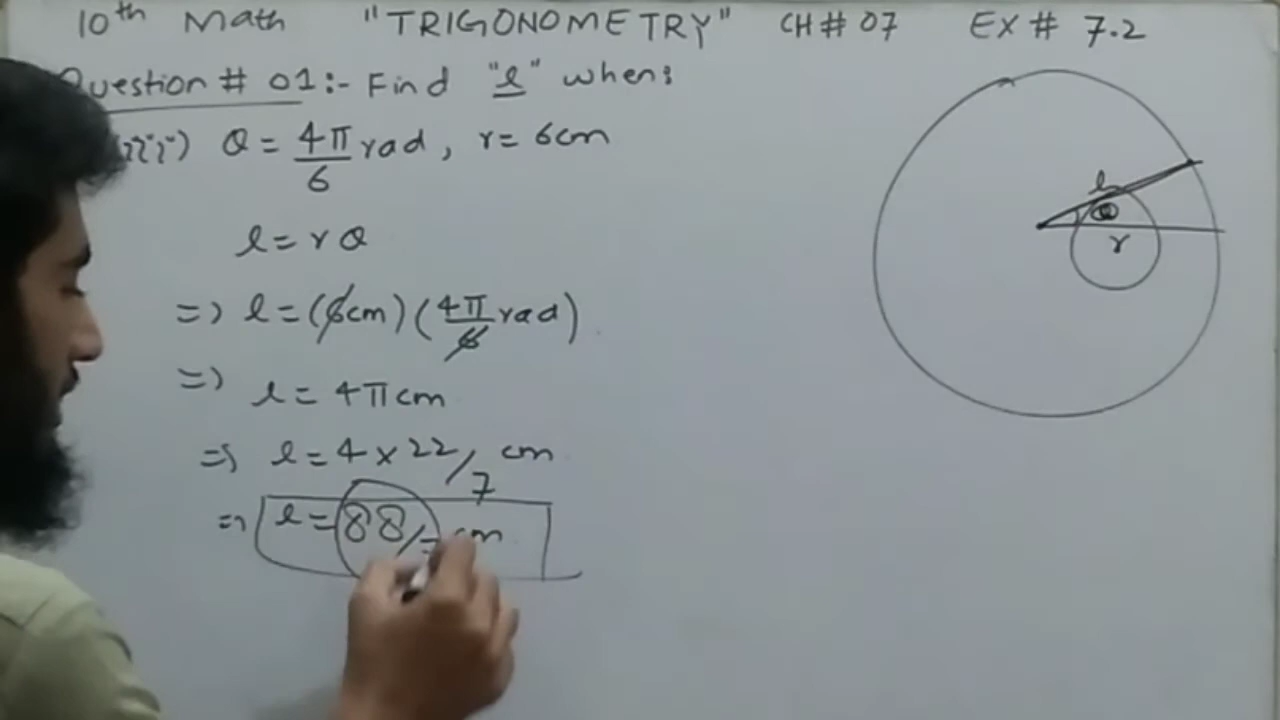 10th Math "TRIGONOMETRY" CH # 07 EX # 7.2
Question # 01:- Find "l" when:
θ = 4π/6 rad, r = 6cm
l = r θ
=> l = (6cm) (4π/6 rad)
=> l = 4π cm
=> l = 4 x 22/7 cm
=> l = 88/7 cm
l
θ
r